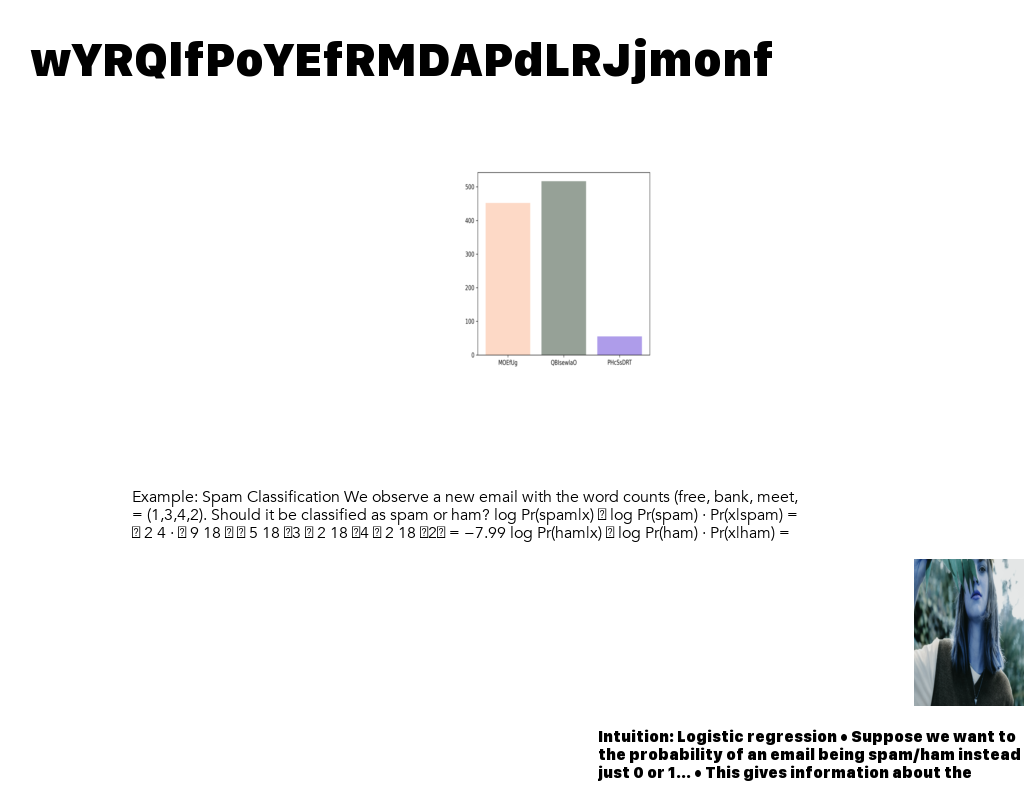 wYRQlfPoYEfRMDAPdLRJjmonf
500
400
300
200
100
0
MOEfUg QBIsewIaO PHcSsDRT
Example: Spam Classification We observe a new email with the word counts (free, bank, meet,
= (1,3,4,2). Should it be classified as spam or ham? log Pr(spam|x) � log Pr(spam) · Pr(x|spam) =
� 2 4 · � 9 18 � � 5 18 �3 � 2 18 �4 � 2 18 �2� = −7.99 log Pr(ham|x) � log Pr(ham) · Pr(x|ham) =
Intuition: Logistic regression • Suppose we want to
the probability of an email being spam/ham instead
just 0 or 1... • This gives information about the